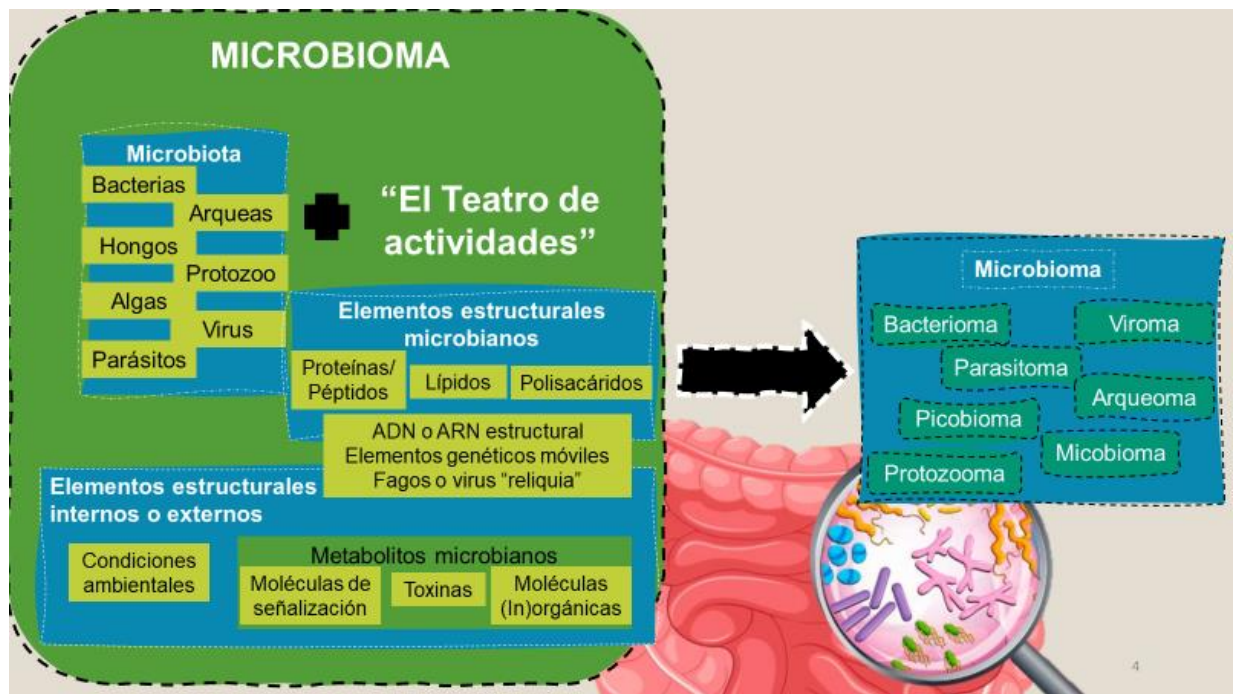 MICROBIOMA
Microbiota
Bacterias
Arqueas
Hongos
Protozoo
Algas
Virus
Parásitos
“El Teatro de
actividades”
Elementos estructurales
microbianos
Proteínas/
Péptidos
Lípidos
Polisacáridos
ADN o ARN estructural
Elementos genéticos móviles
Fagos o virus “reliquia”
Elementos estructurales
internos o externos
Condiciones
ambientales
Metabolitos microbianos
Moléculas de
señalización
Toxinas
Moléculas
(In)orgánicas
Microbioma
Bacterioma
Viroma
Parasitoma
Arqueoma
Picobioma
Micobioma
Protozooma
4